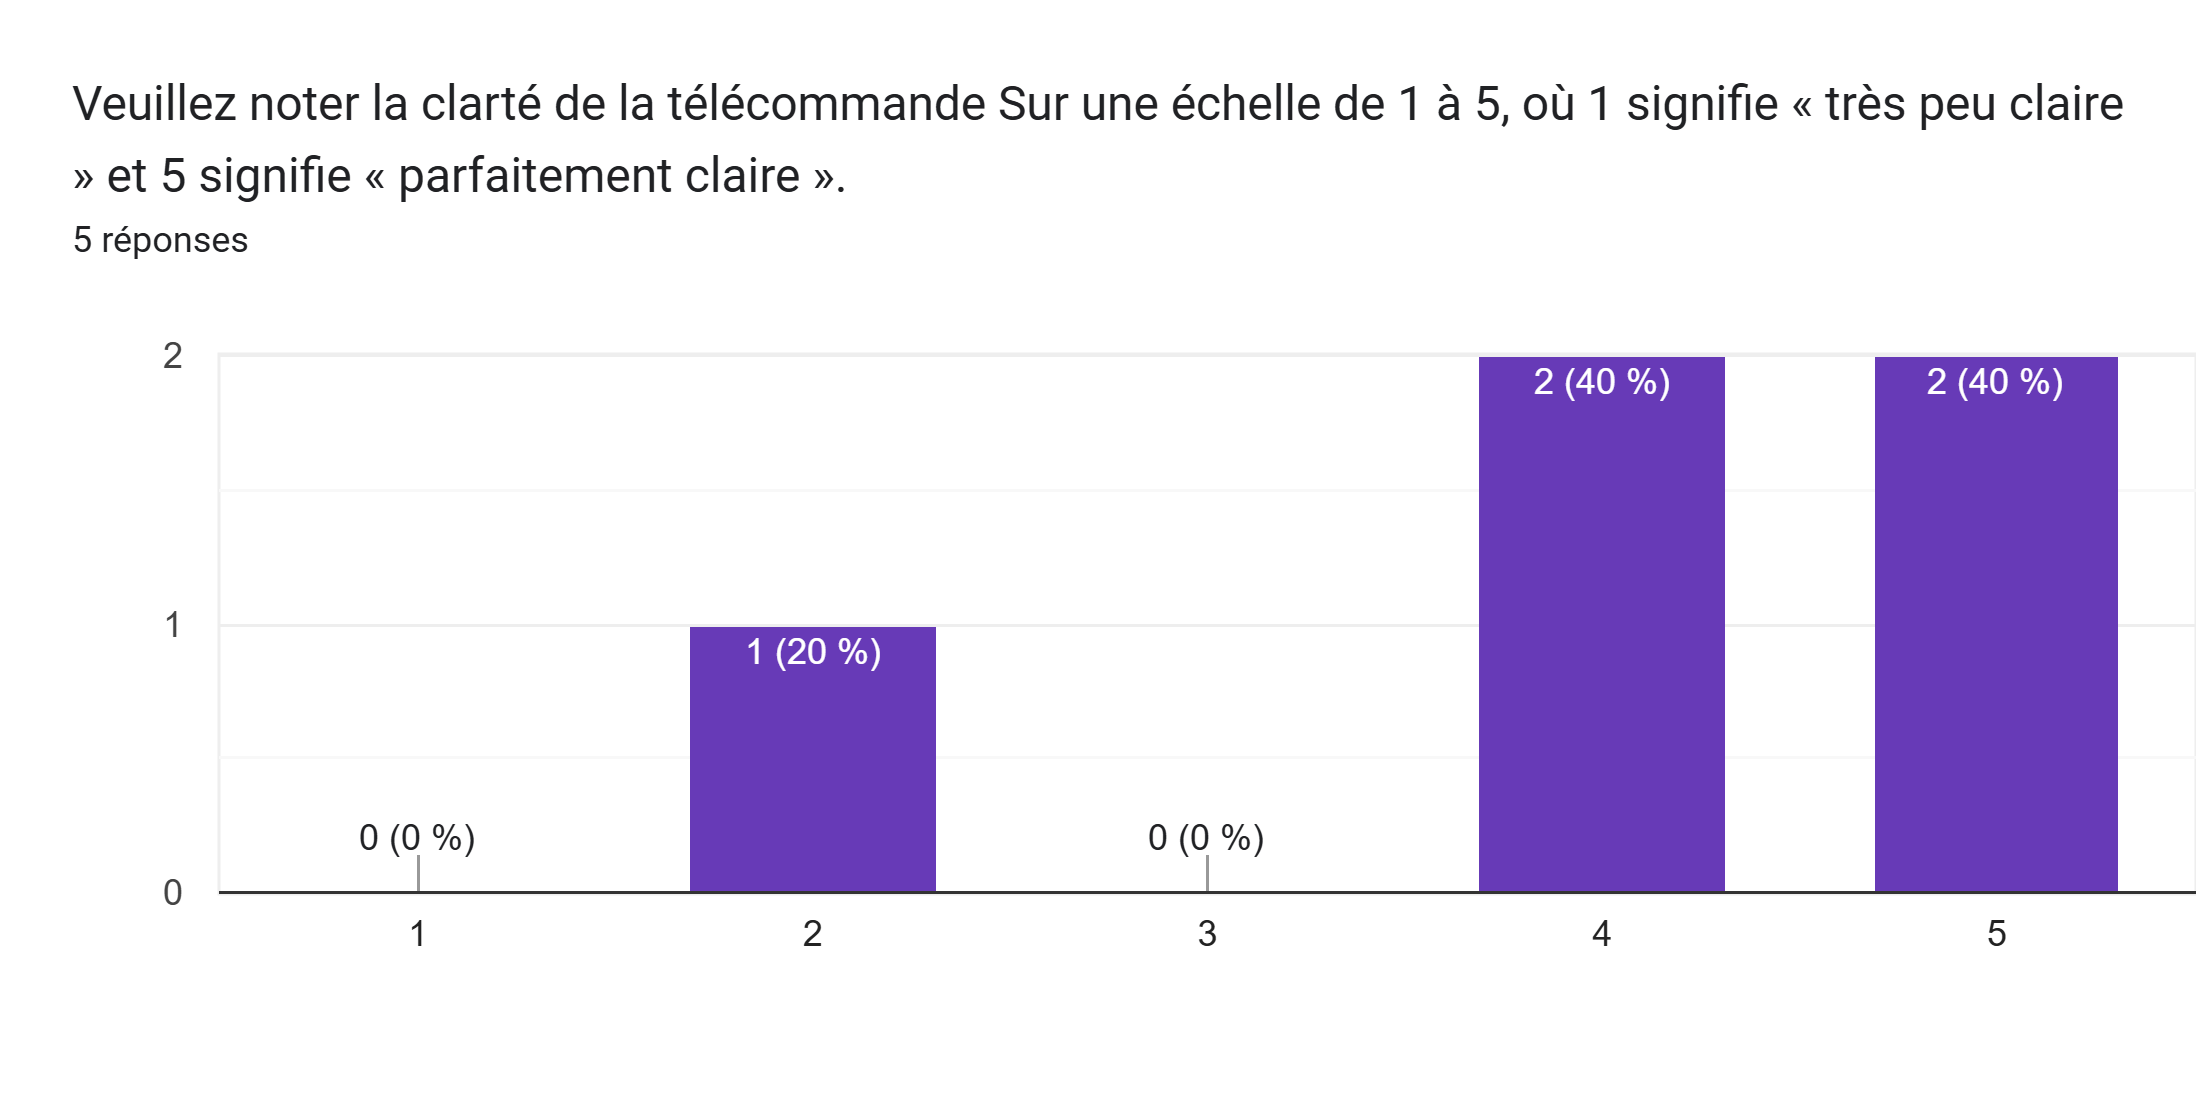 Veuillez noter la clarté de la télécommande Sur une échelle de 1 à 5, où 1 signifie « très peu claire
» et 5 signifie « parfaitement claire ».
5 réponses
2
2 (40 %)
2 (40 %)
1
1 (20 %)
0 (0 %)
0 (0 %)
0
1
2
3
4
5